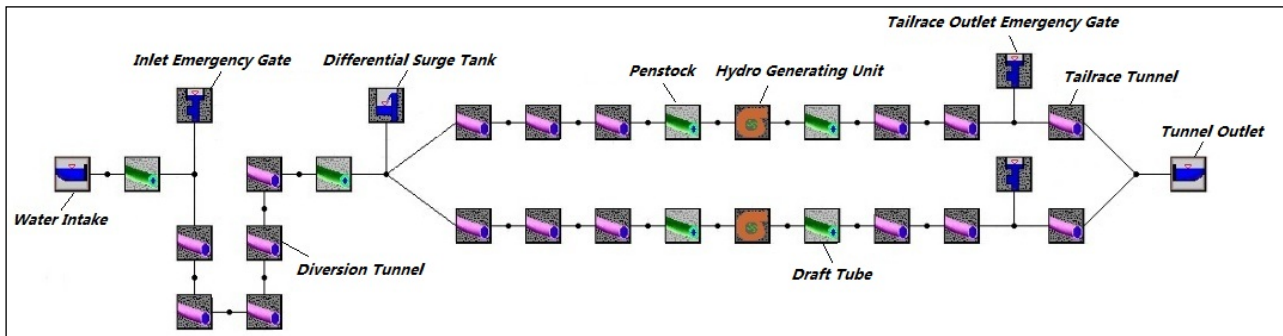 Tailrace Outlet Emergency Gate
Inlet Emergency Gate
Differential Surge Tank
Penstock
Hydro Generating Unit
Tailrace Tunnel
Tunnel Outlet
Water Intake
Diversion Tunnel
Draft Tube